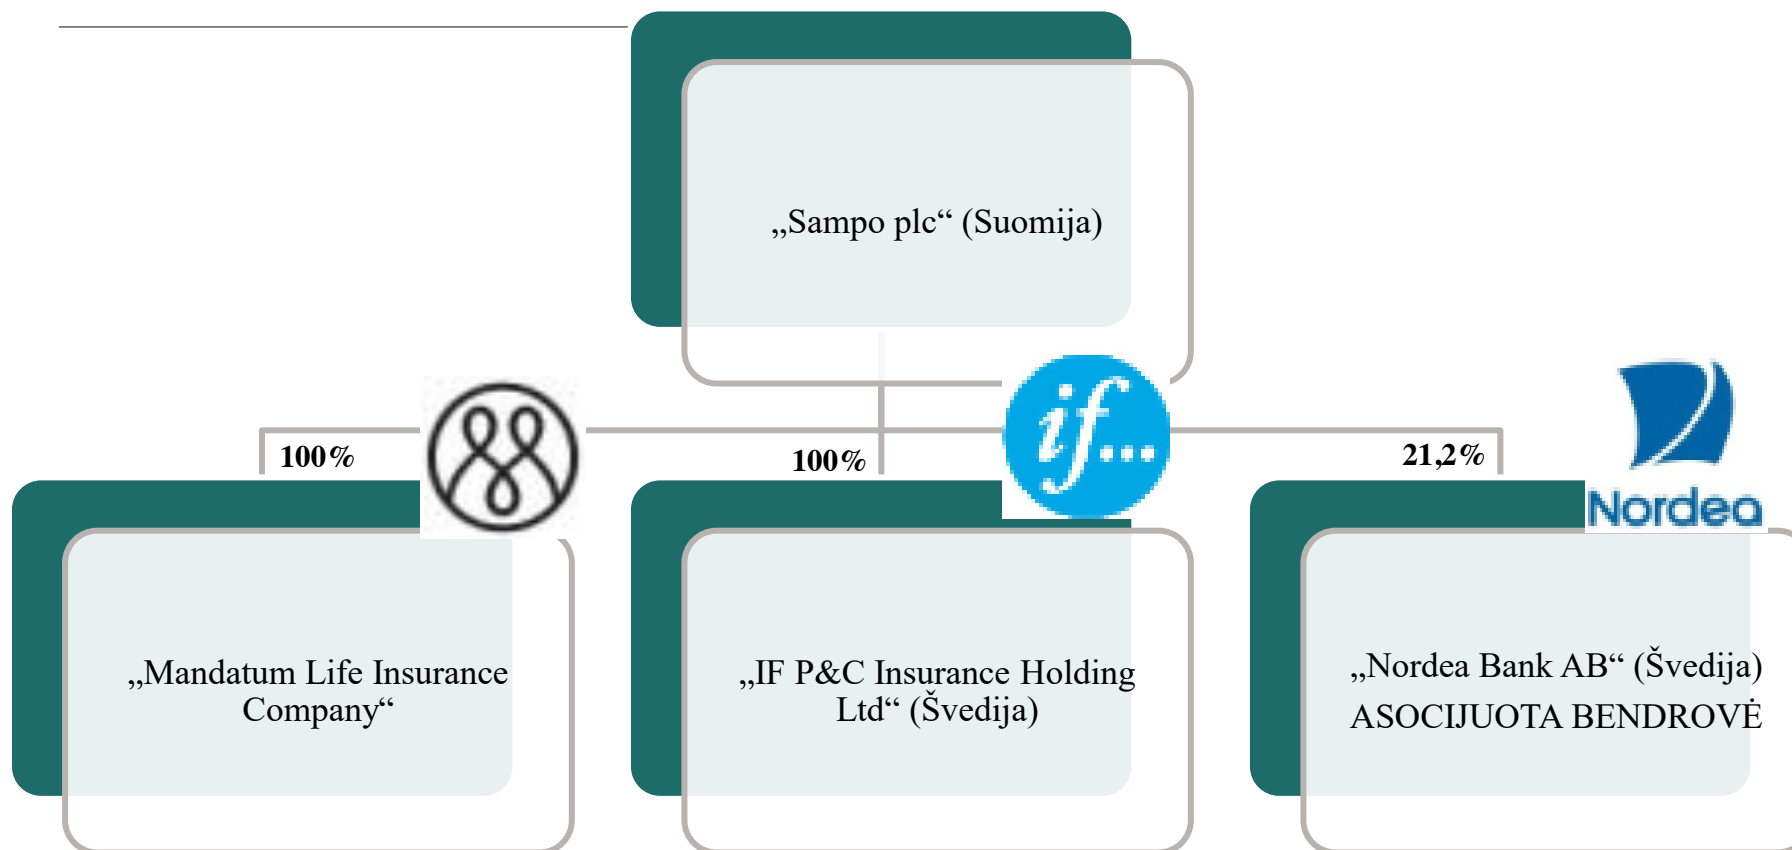 „Sampo plc“ (Suomija)
100%
100%
if...
21,2%
Nordea
„Mandatum Life Insurance
Company“
„IF P&C Insurance Holding
Ltd“ (Švedija)
„Nordea Bank AB“ (Švedija)
ASOCIJUOTA BENDROVĖ